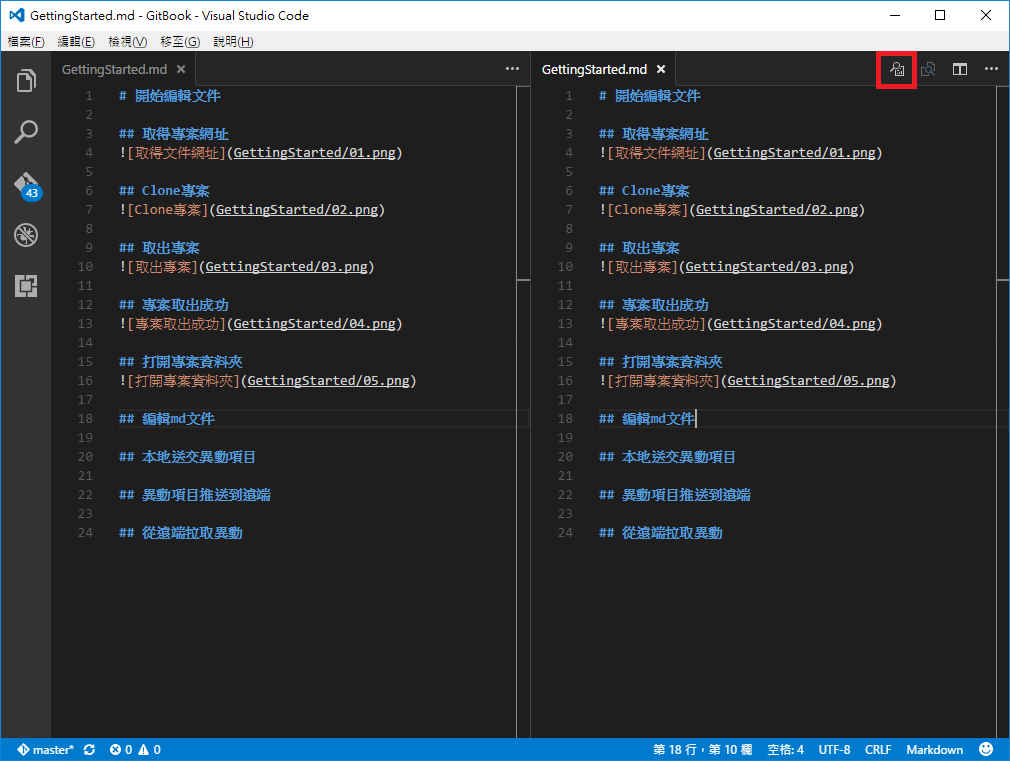 GettingStarted.md - GitBook - Visual Studio Code
檔案(F) 編輯(E) 檢視(V) 移至(G) 說明(H)
GettingStarted.md
1 # 開始編輯文件
2
3 ## 取得專案網址
4 ![取得文件網址](GettingStarted/01.png)
5
6 ## Clone專案
7 ![Clone專案](GettingStarted/02.png)
8
9 ## 取出專案
10 ![取出專案](GettingStarted/03.png)
11
12 ## 專案取出成功
13 ![專案取出成功](GettingStarted/04.png)
14
15 ## 打開專案資料夾
16 ![打開專案資料夾](GettingStarted/05.png)
17
18 ## 編輯md文件
19
20 ## 本地送交異動項目
21
22 ## 異動項目推送到遠端
23
24 ## 從遠端拉取異動
GettingStarted.md
1 # 開始編輯文件
2
3 ## 取得專案網址
4 ![取得文件網址](GettingStarted/01.png)
5
6 ## Clone專案
7 ![Clone專案](GettingStarted/02.png)
8
9 ## 取出專案
10 ![取出專案](GettingStarted/03.png)
11
12 ## 專案取出成功
13 ![專案取出成功](GettingStarted/04.png)
14
15 ## 打開專案資料夾
16 ![打開專案資料夾](GettingStarted/05.png)
17
18 ## 編輯md文件
19
20 ## 本地送交異動項目
21
22 ## 異動項目推送到遠端
23
24 ## 從遠端拉取異動
43
master* 0 0 第 18 行，第 10 欄 空格: 4 UTF-8 CRLF Markdown